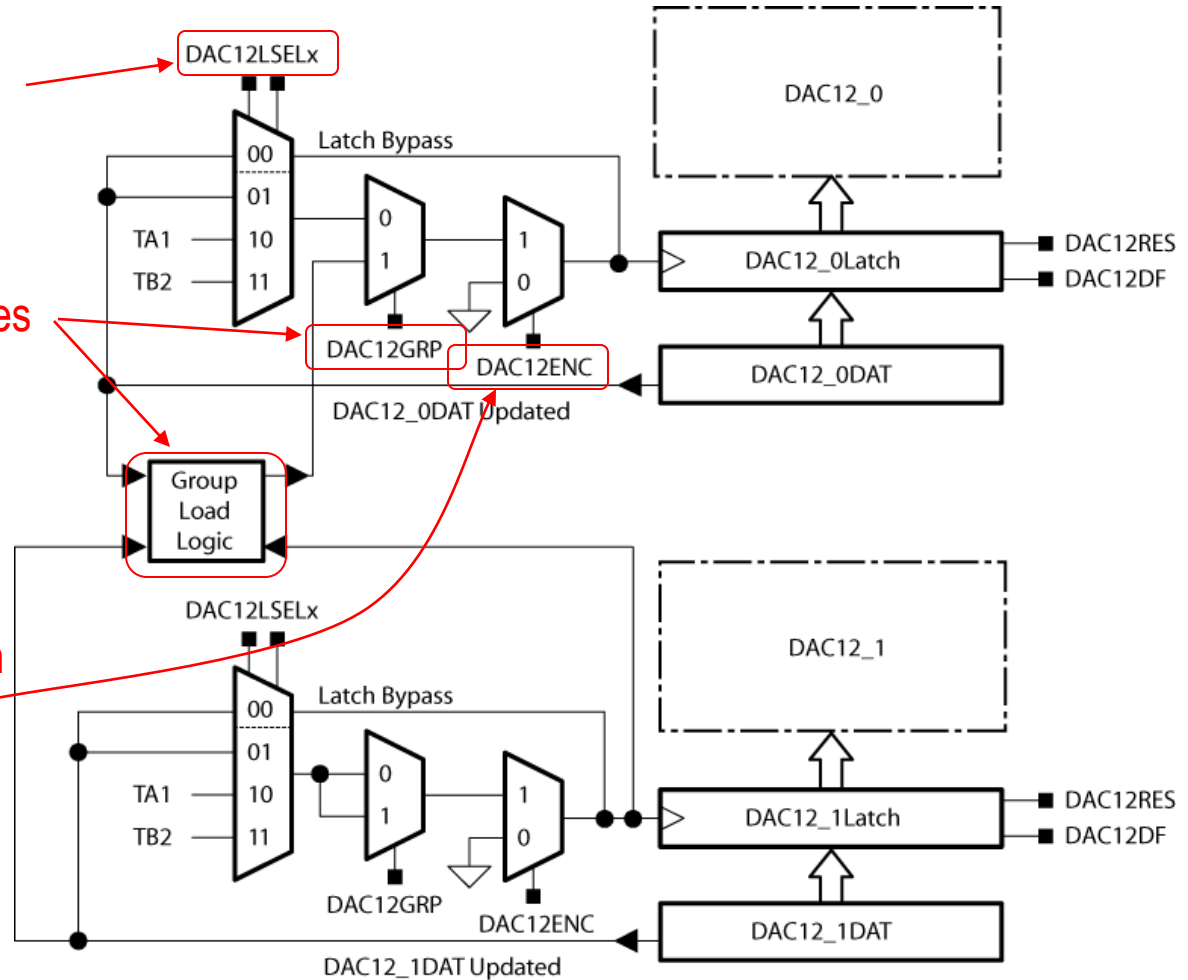 DAC12LSELx
DAC12_0
Latch Bypass
00
01
TA1
10
TB2
11
0
1
1
0
DAC12_0Latch
DAC12RES
DAC12DF
es
DAC12GRP
DAC12ENC
DAC12_0DAT
DAC12_0DAT Updated
Group
Load
Logic
DAC12LSELx
DAC12_1
n
Latch Bypass
00
01
TA1
10
TB2
11
0
1
1
0
DAC12_1Latch
DAC12RES
DAC12DF
DAC12GRP
DAC12ENC
DAC12_1DAT
DAC12_1DAT Updated